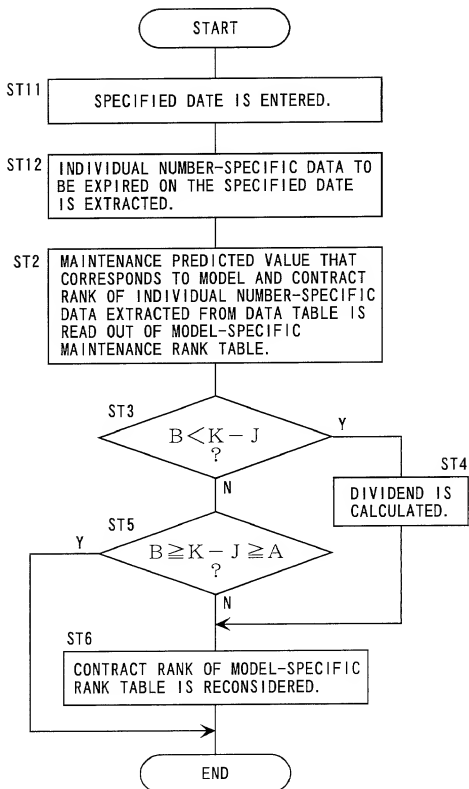 START
ST11
SPECIFIED DATE IS ENTERED.
ST12
INDIVIDUAL NUMBER-SPECIFIC DATA TO
BE EXPIRED ON THE SPECIFIED DATE
IS EXTRACTED.
ST2
MAINTENANCE PREDICTED VALUE THAT
CORRESPONDS TO MODEL AND CONTRACT
RANK OF INDIVIDUAL NUMBER-SPECIFIC
DATA EXTRACTED FROM DATA TABLE IS
READ OUT OF MODEL-SPECIFIC
MAINTENANCE RANK TABLE.
ST3
B<K-J
?
Y
N
ST4
DIVIDEND IS
CALCULATED.
ST5
B≧K-J≧A
?
Y
N
ST6
CONTRACT RANK OF MODEL-SPECIFIC
RANK TABLE IS RECONSIDERED.
END